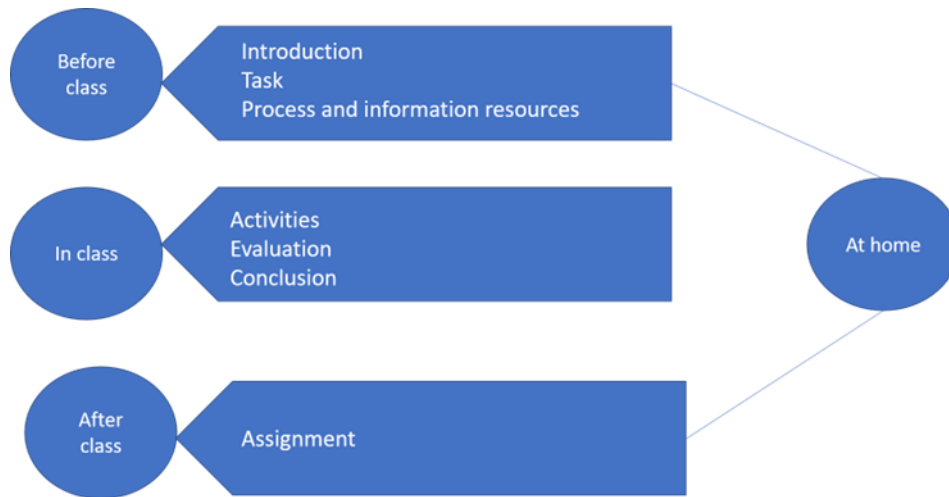 Before
class
Introduction
Task
Process and information resources
In class
Activities
Evaluation
Conclusion
At home
After
class
Assignment